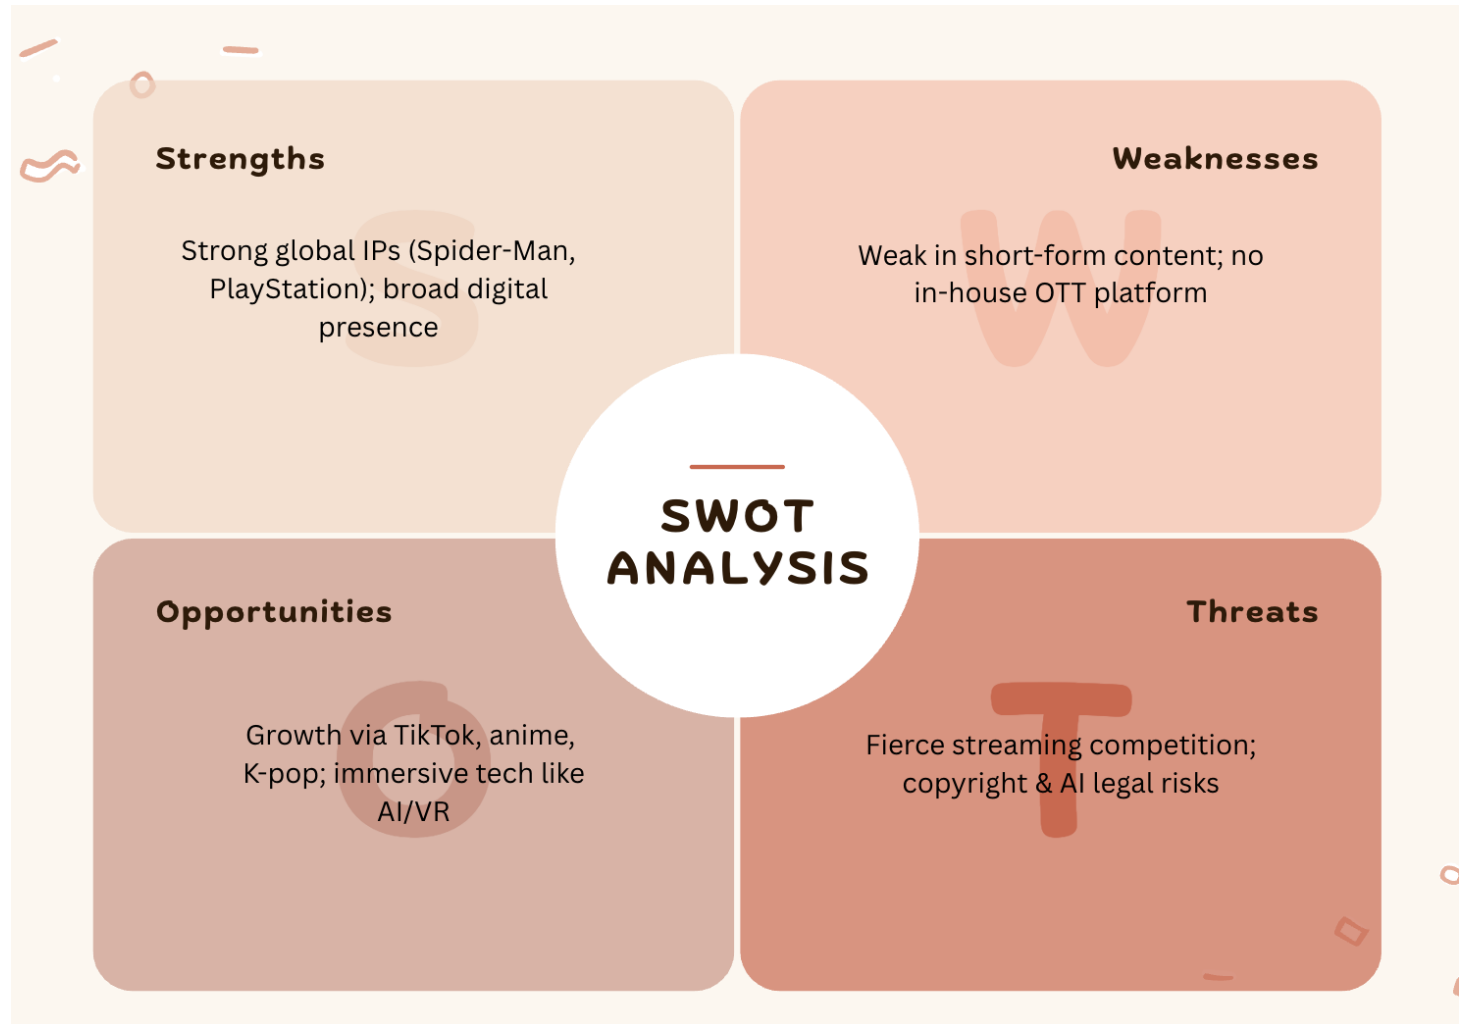 Strengths
Strong global IPs (Spider-Man,
PlayStation); broad digital
presence
S
Weaknesses
Weak in short-form content; no
in-house OTT platform
W
SWOT
ANALYSIS
Opportunities
Growth via TikTok, anime,
K-pop; immersive tech like
AI/VR
O
Threats
Fierce streaming competition;
copyright & AI legal risks
T